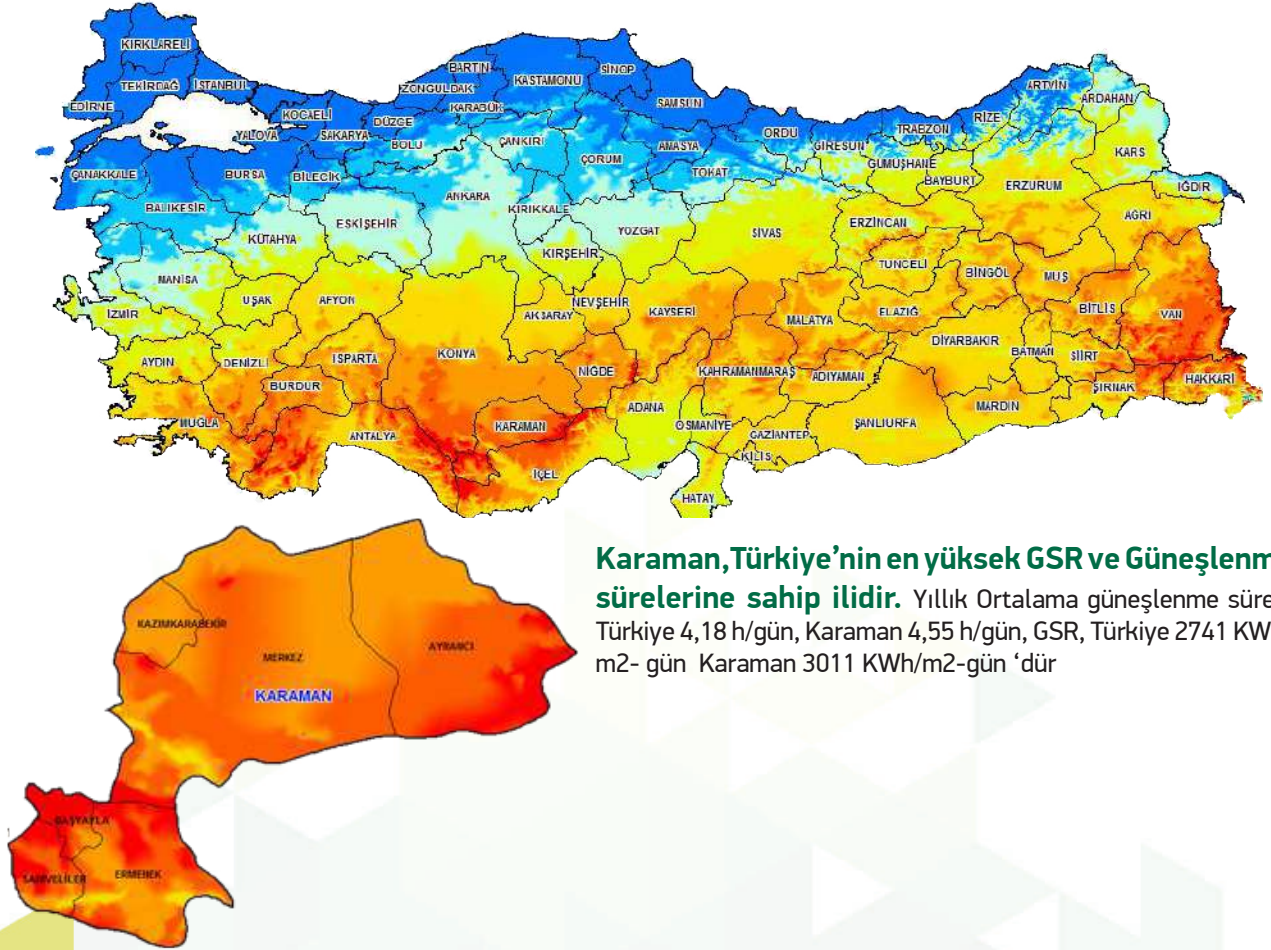 KIRKLARELİ
TEKİRDAĞ
İSTANBUL
EDİRNE
KOCAELİ
YALOVA
SAKARYA
DÜZCE
ZONGULDAK
BARTIN
KARABÜK
KASTAMONU
SİNOP
SAMSUN
BOLU
ÇANKIRI
ÇORUM
AMASYA
TOKAT
ORDU
GİRESUN
TRABZON
RİZE
ARTVİN
ARDAHAN
GÜMÜŞHANE
BAYBURT
ERZURUM
KARS
IĞDIR
ÇANAKKALE
BURSA
BİLECİK
BALIKESİR
KÜTAHYA
ESKİŞEHİR
ANKARA
KIRIKKALE
YOZGAT
SİVAS
ERZİNCAN
AĞRI
MANİSA
UŞAK
AFYON
KIRŞEHİR
NEVŞEHİR
AKSARAY
KAYSERİ
MALATYA
TUNCELİ
ELAZIĞ
BİNGÖL
MUŞ
BİTLİS
VAN
İZMİR
AYDIN
DENİZLİ
ISPARTA
BURDUR
KONYA
NİĞDE
KAHRAMANMARAŞ
ADIYAMAN
DİYARBAKIR
BATMAN
SİİRT
ŞIRNAK
HAKKARİ
MUĞLA
ANTALYA
KARAMAN
İÇEL
ADANA
OSMANİYE
GAZİANTEP
KİLİS
HATAY
ŞANLIURFA
MARDİN
KAZIMKARABEKİR
MERKEZ
AYRANCI
KARAMAN
BAŞYAYLA
SARIVELİLER
ERMENEK
Karaman,Türkiye’nin en yüksek GSR ve Güneşlenm
sürelerine sahip ilidir. Yıllık Ortalama güneşlenme süre
Türkiye 4,18 h/gün, Karaman 4,55 h/gün, GSR, Türkiye 2741 KW
m2- gün Karaman 3011 KWh/m2-gün ‘dür